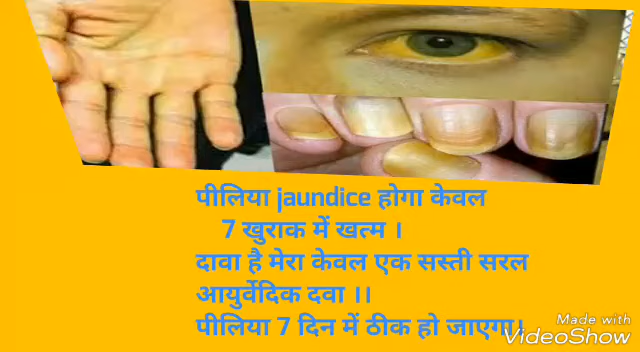 पीलिया jaundice होगा केवल
7 खुराक में खत्म ।
दावा है मेरा केवल एक सस्ती सरल
आयुर्वेदिक दवा ।।
पीलिया 7 दिन में ठीक हो जाएगा।
Made with
VideoShow